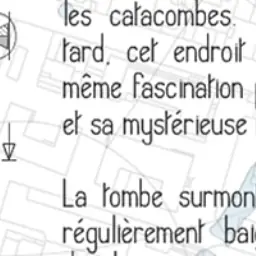 les catacombes.
tard, cet endroit
même fascination
et sa mystérieuse
La tombe surmon
régulièrement bai